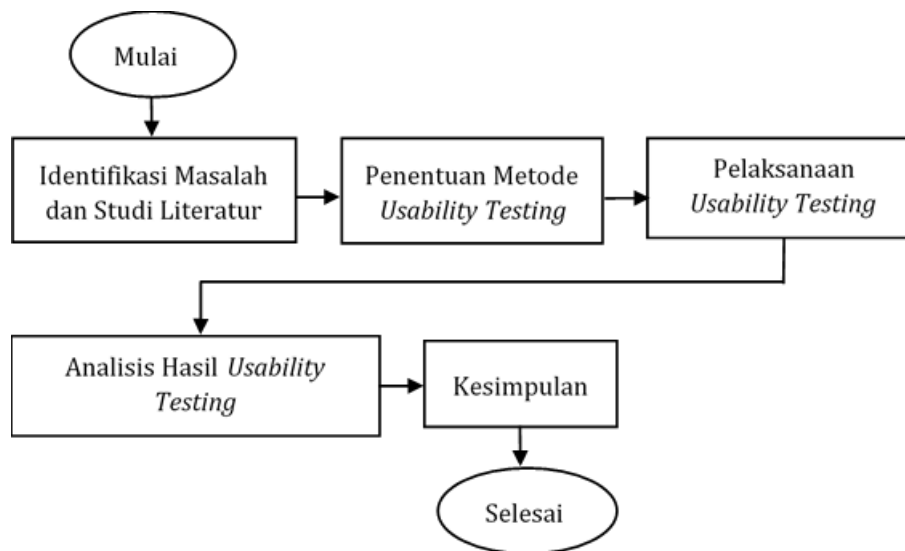 Mulai
Identifikasi Masalah
dan Studi Literatur
Penentuan Metode
Usability Testing
Pelaksanaan
Usability Testing
Analisis Hasil Usability
Testing
Kesimpulan
Selesai